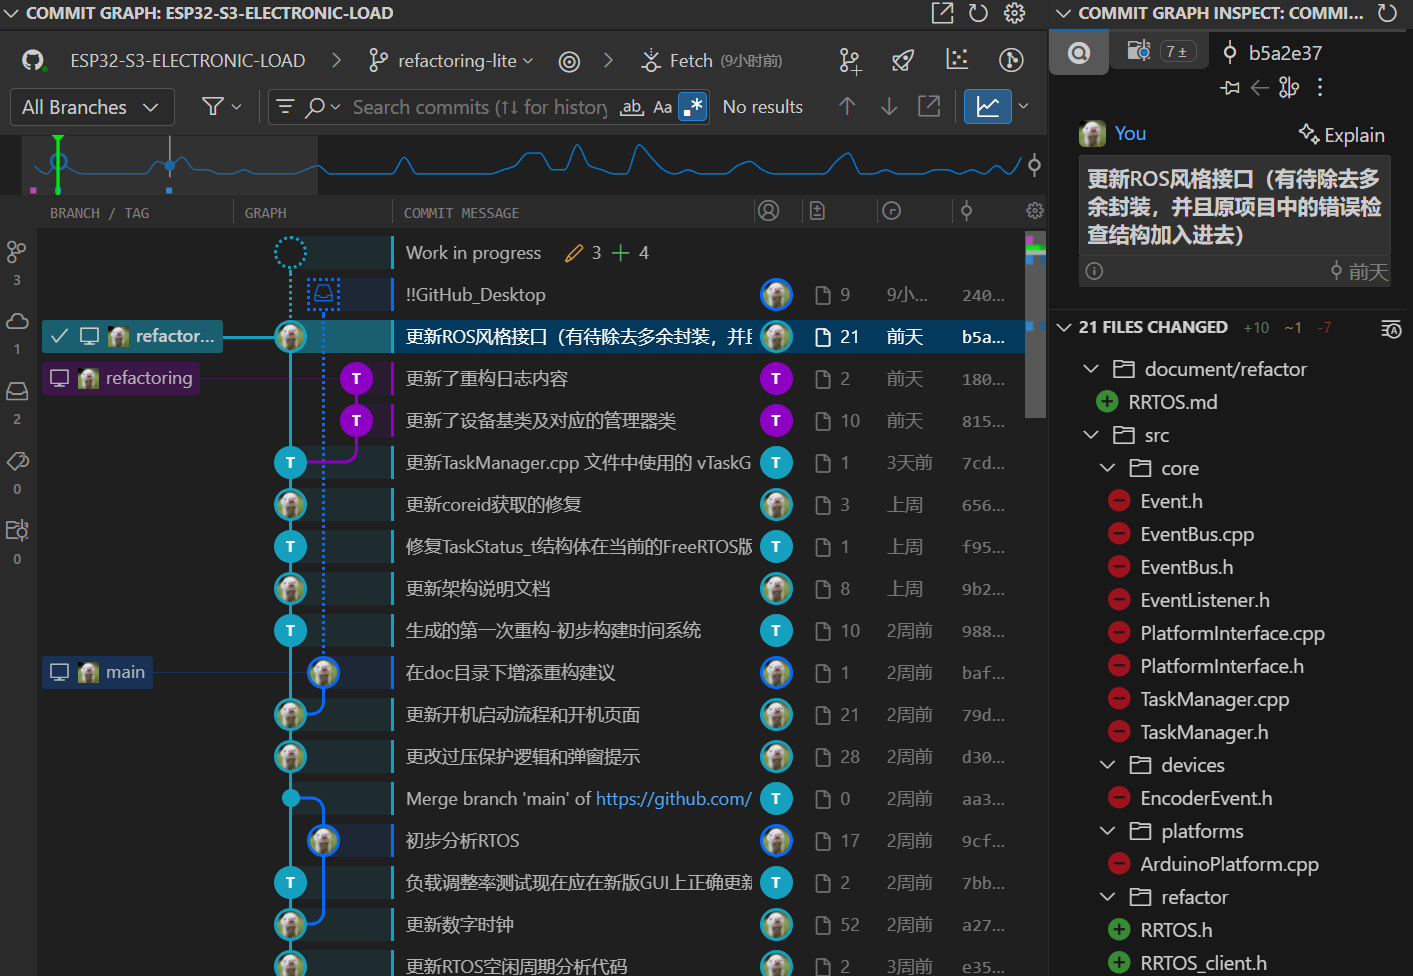 COMMIT GRAPH: ESP32-S3-ELECTRONIC-LOAD
ESP32-S3-ELECTRONIC-LOAD
refactoring-lite
Fetch (9小时前)
All Branches
Search commits (↑↓ for history
ab, Aa
No results
BRANCH / TAG GRAPH COMMIT MESSAGE
3
1
2
0
0
Work in progress 3 + 4
!!GitHub_Desktop 9 9小... 240...
refactor... 更新ROS风格接口（有待除去多余封装，并且 21 前天 b5a...
refactoring T 更新了重构日志内容 T 2 前天 180...
T 更新了设备基类及对应的管理器类 T 10 前天 815...
T 更新TaskManager.cpp 文件中使用的 vTaskG T 1 3天前 7cd...
更新coreid获取的修复 3 上周 656...
T 修复TaskStatus_t结构体在当前的FreeRTOS版 T 1 上周 f95...
更新架构说明文档 8 上周 9b2...
T 生成的第一次重构-初步构建时间系统 T 10 2周前 988...
main 在doc目录下增添重构建议 1 2周前 baf...
更新开机启动流程和开机页面 21 2周前 79d...
更改过压保护逻辑和弹窗提示 28 2周前 d30...
Merge branch 'main' of https://github.com/ T 0 2周前 aa3...
初步分析RTOS 17 2周前 9cf...
T 负载调整率测试现在应在新版GUI上正确更新 T 2 2周前 7bb...
更新数字时钟 52 2周前 a27...
更新RTOS空闲周期分析代码 2 3周前 e35...
COMMIT GRAPH INSPECT: COMMI...
7 ± b5a2e37
You Explain
更新ROS风格接口（有待除去多
余封装，并且原项目中的错误检
查结构加入进去）
前天
21 FILES CHANGED +10 ~1 -7
document/refactor
RRTOS.md
src
core
Event.h
EventBus.cpp
EventBus.h
EventListener.h
PlatformInterface.cpp
PlatformInterface.h
TaskManager.cpp
TaskManager.h
devices
EncoderEvent.h
platforms
ArduinoPlatform.cpp
refactor
RRTOS.h
RRTOS_client.h